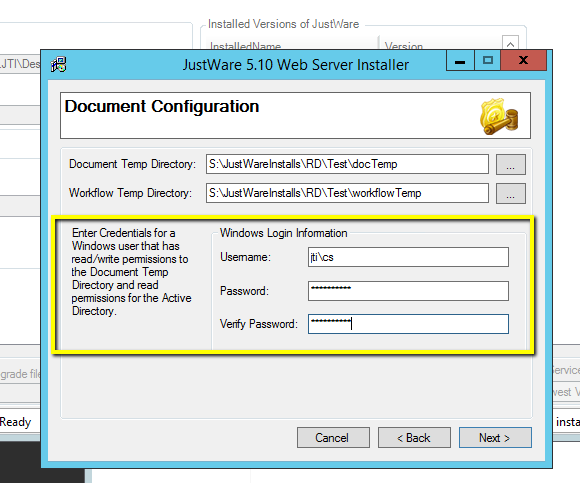 Installed Versions of JustWare
InstalledName Version
.JTI\Des
JustWare 5.10 Web Server Installer
Document Configuration
Document Temp Directory: S:\JustWareInstalls\RD\Test\docTemp ...
Workflow Temp Directory: S:\JustWareInstalls\RD\Test\workflowTemp ...
Enter Credentials for a
Windows user that has
read/write permissions to
the Document Temp
Directory and read
permissions for the Active
Directory.
Windows Login Information
Username: jti\cs
Password: **********
Verify Password: **********
grade file
Service
west V
Ready
insta
Cancel < Back Next >